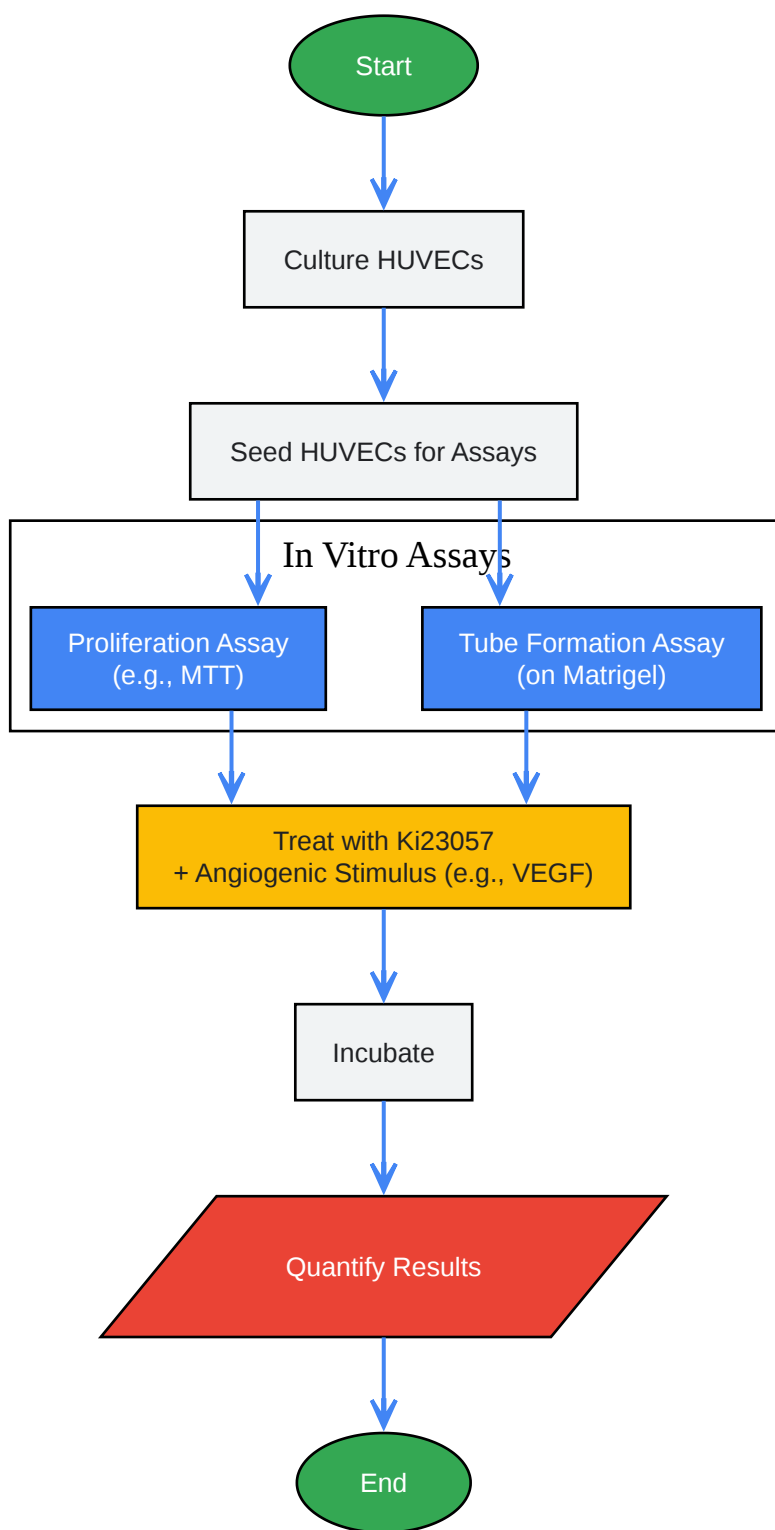 Start
Culture HUVECs
Seed HUVECs for Assays
In Vitro Assays
Proliferation Assay
(e.g., MTT)
Tube Formation Assay
(on Matrigel)
Treat with Ki23057
+ Angiogenic Stimulus (e.g., VEGF)
Incubate
Quantify Results
End